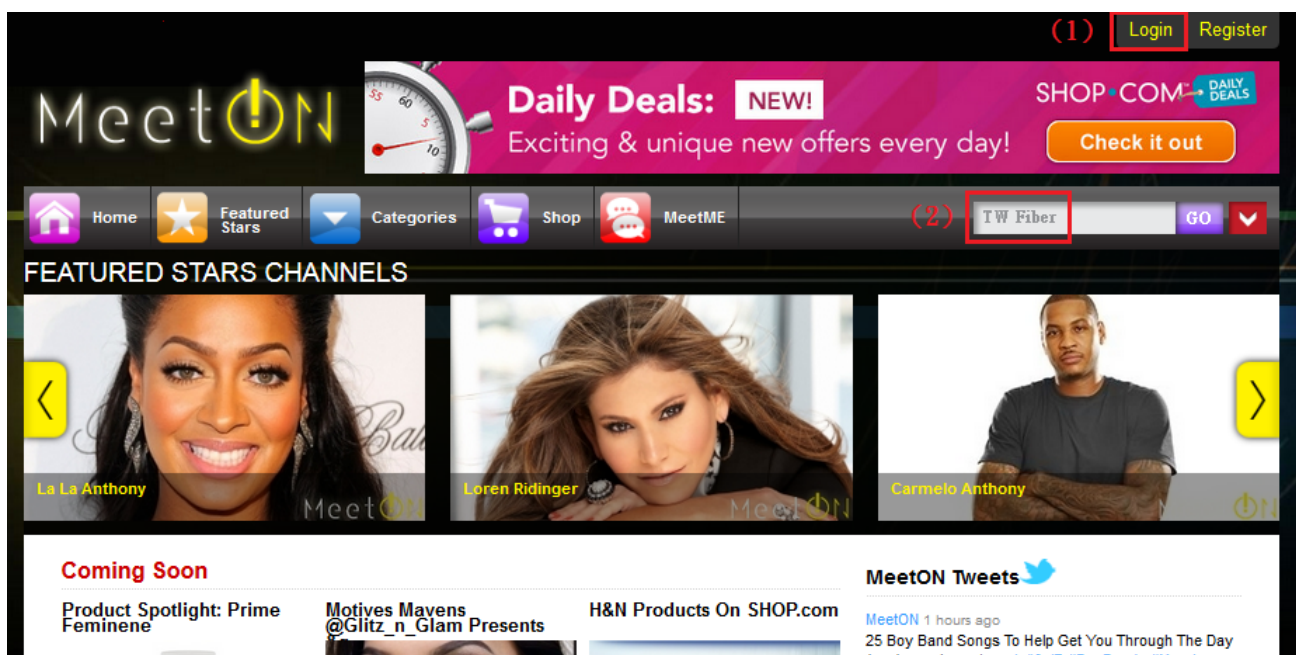 (1) Login Register
MeetON
55 60 5 10
Daily Deals: NEW!
Exciting & unique new offers every day!
SHOP•COM™ DAILY DEALS
Check it out
Home Featured Stars Categories Shop MeetME (2) TW Fiber GO
FEATURED STARS CHANNELS
La La Anthony MeetON
Loren Ridinger MeetON
Carmelo Anthony
Coming Soon
Product Spotlight: Prime Feminene
Motives Mavens
@Glitz_n_Glam Presents
H&N Products On SHOP.com
MeetON Tweets
MeetON 1 hours ago
25 Boy Band Songs To Help Get You Through The Day